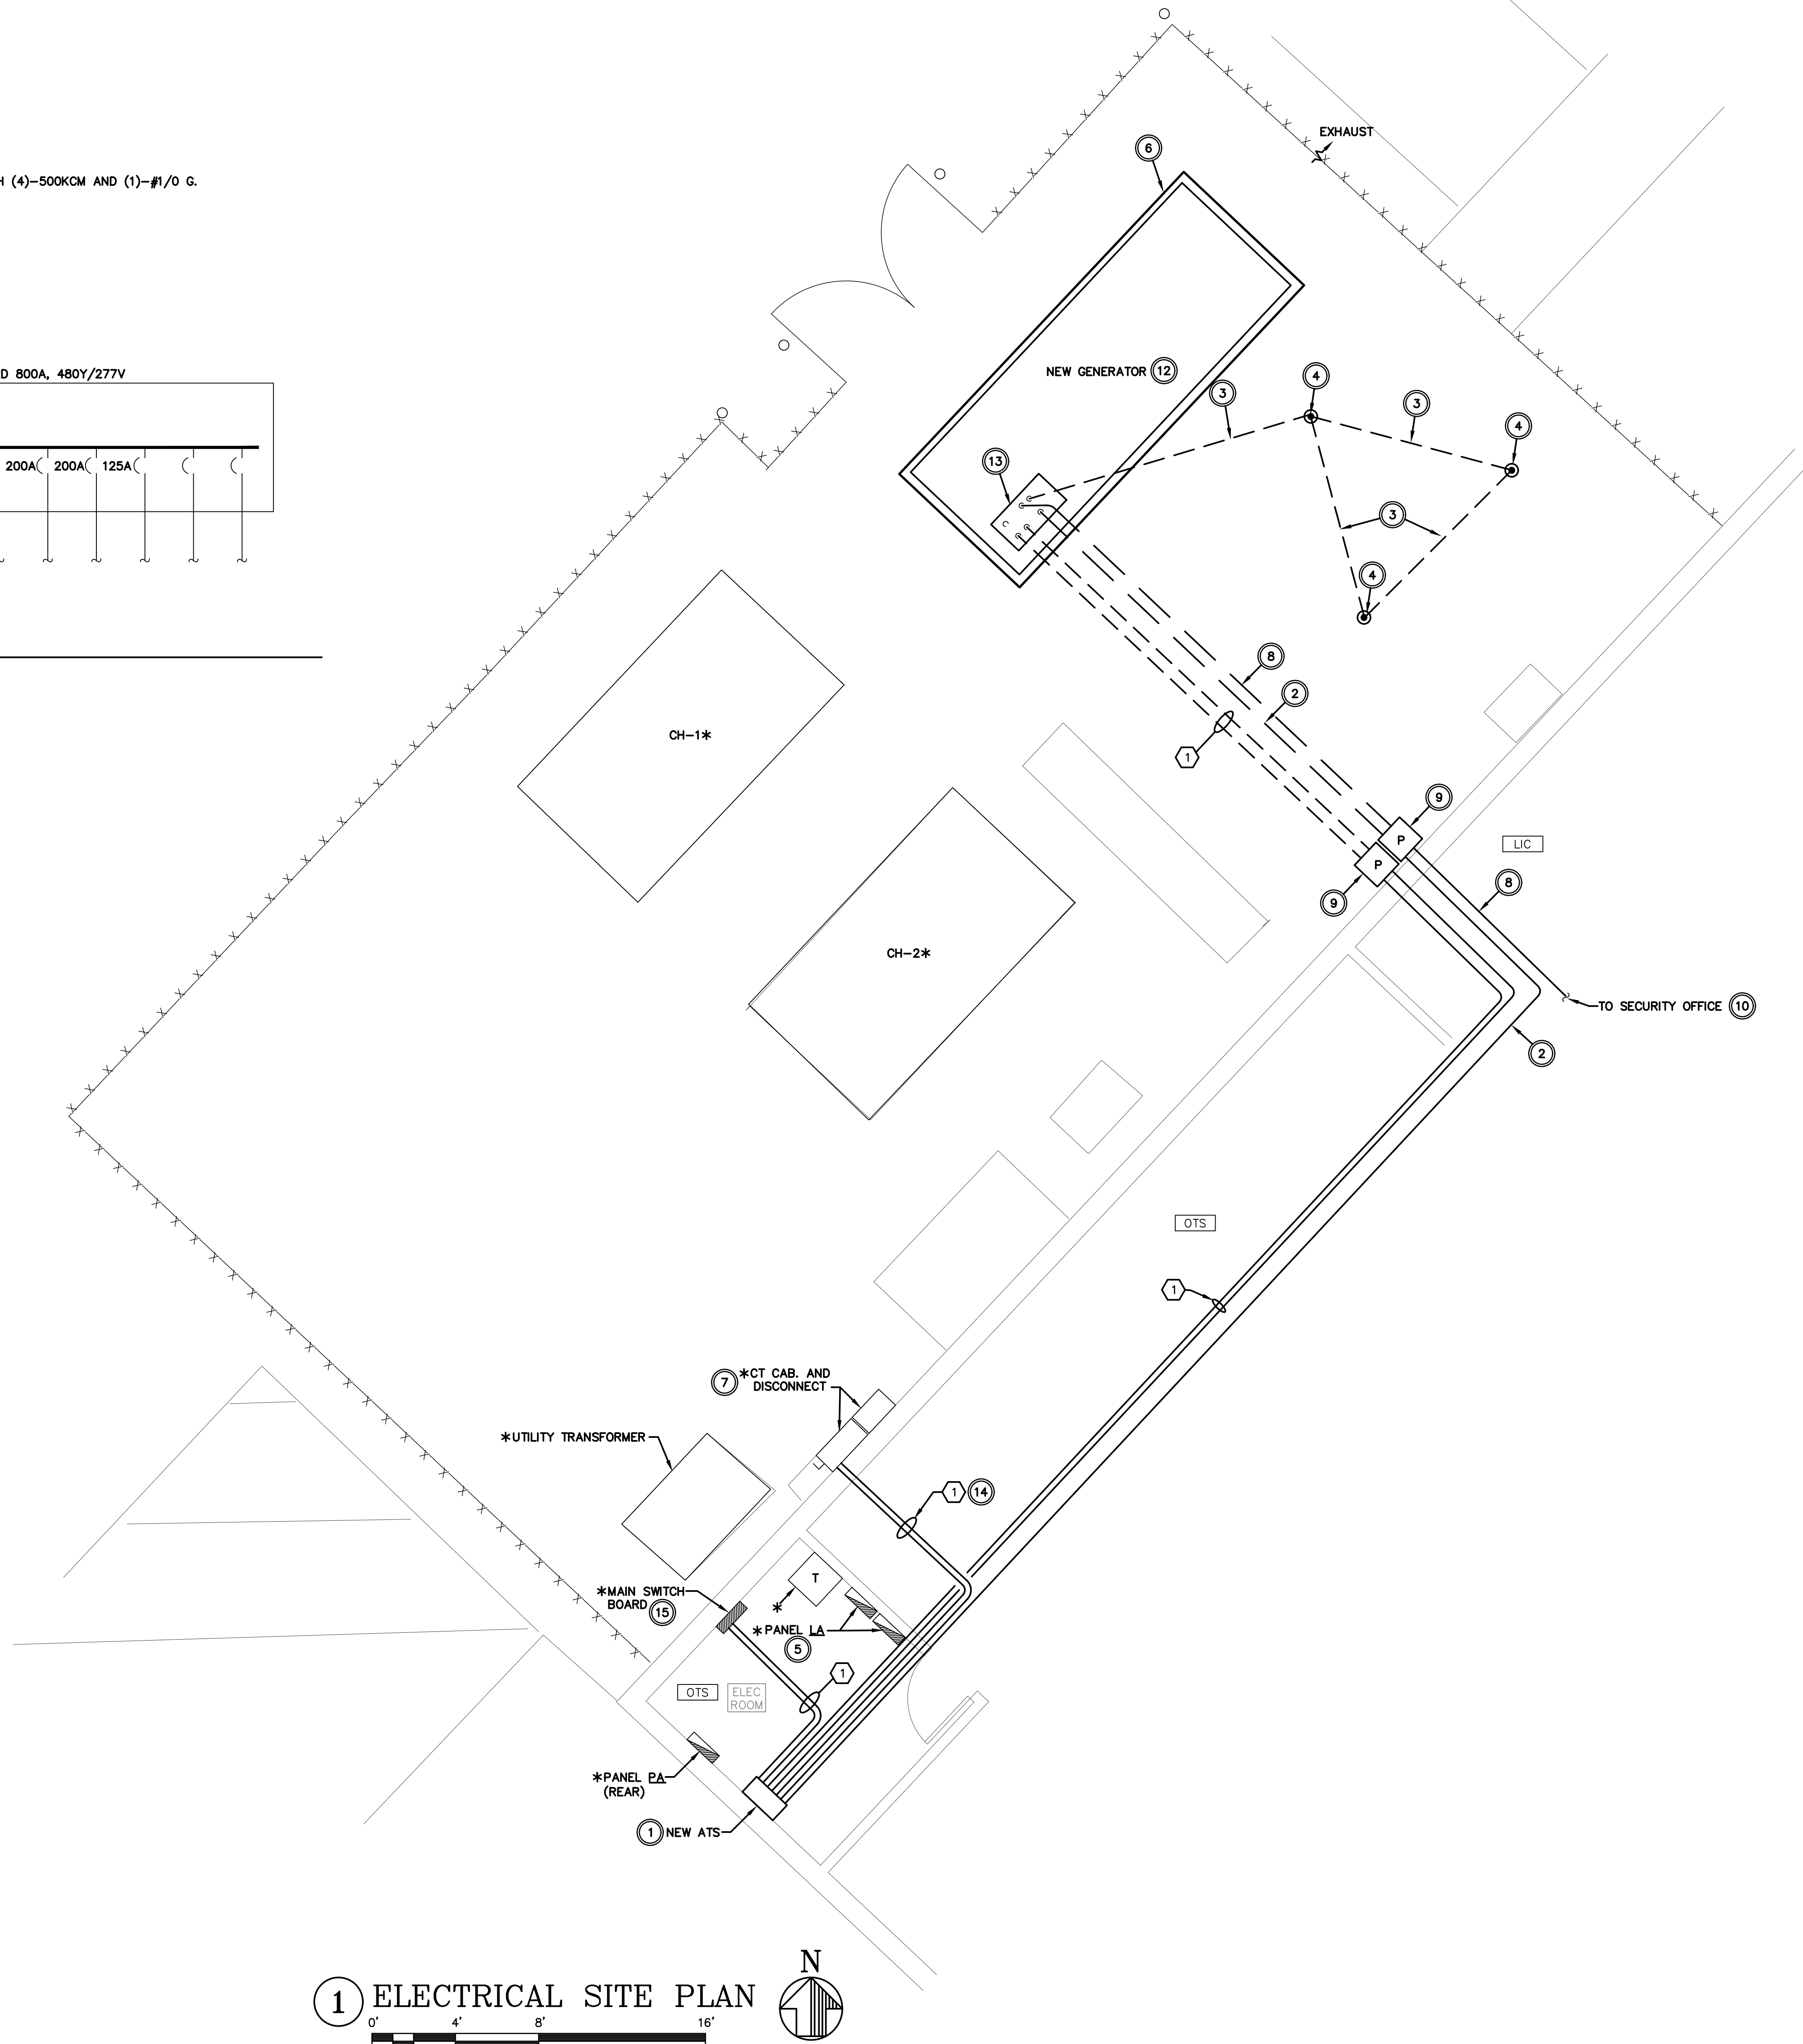 EXHAUST
6
H (4)-500KCM AND (1)-#1/0 G.
NEW GENERATOR 12
D 800A, 480Y/277V
3
4
3
4
200A 200A 125A
13
3
4
8
2
CH-1*
1
9
P
LIC
P
8
9
CH-2*
TO SECURITY OFFICE 10
2
OTS
1
7 *CT CAB. AND
DISCONNECT
*UTILITY TRANSFORMER
1 14
T
*MAIN SWITCH
BOARD 15
*
*PANEL LA
5
1
OTS
ELEC
ROOM
*PANEL PA
(REAR)
1 NEW ATS
N
1 ELECTRICAL SITE PLAN
0' 4' 8' 16'